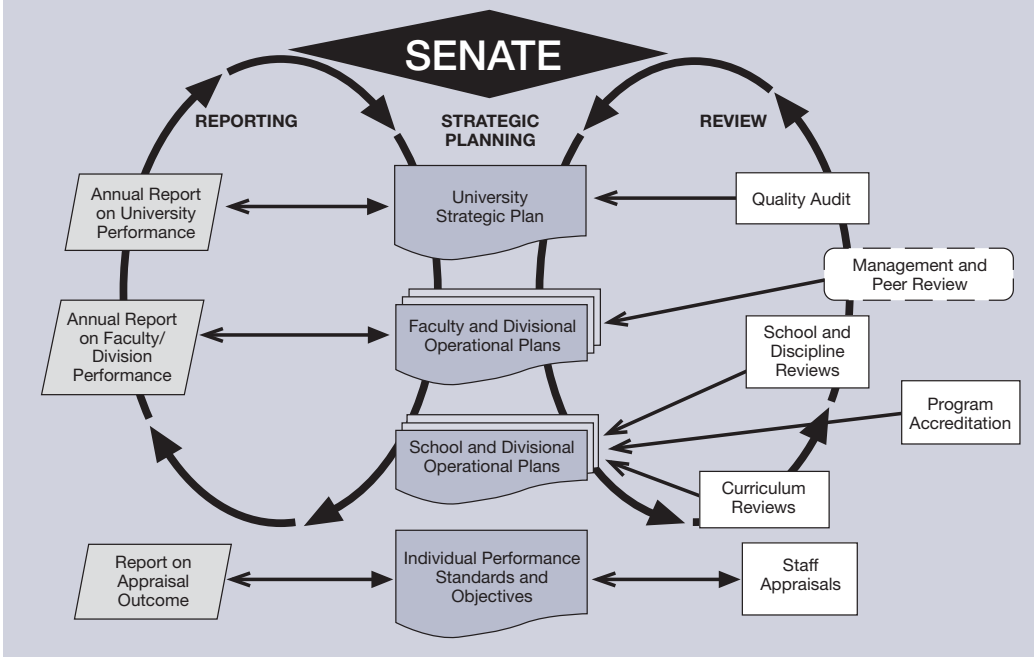 SENATE
REPORTING
STRATEGIC
PLANNING
REVIEW
Annual Report
on University
Performance
University
Strategic Plan
Quality Audit
Management and
Peer Review
Annual Report
on Faculty/
Division
Performance
Faculty and Divisional
Operational Plans
School and
Discipline
Reviews
Program
Accreditation
School and Divisional
Operational Plans
Curriculum
Reviews
Report on
Appraisal
Outcome
Individual Performance
Standards and
Objectives
Staff
Appraisals